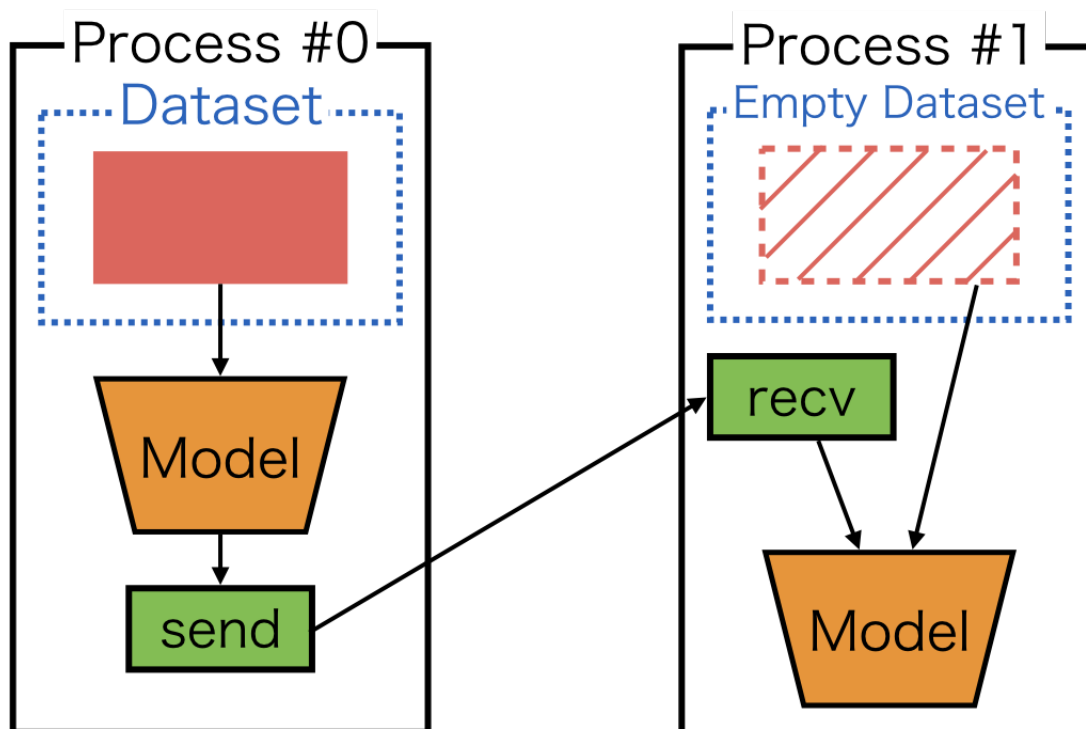 Process #0
Dataset
Model
send
Process #1
Empty Dataset
recv
Model